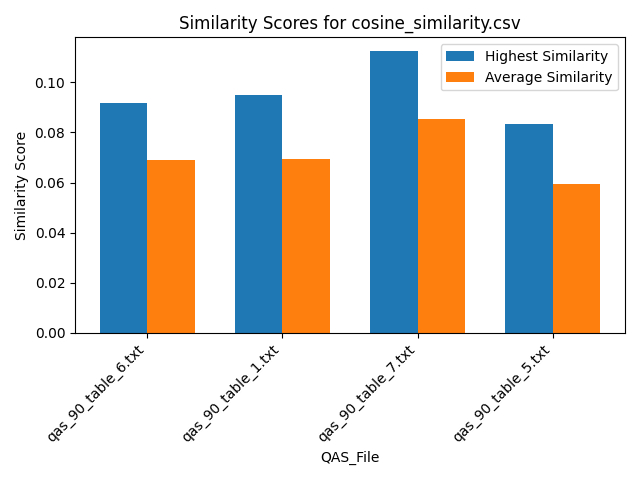 Similarity Scores for cosine_similarity.csv
Highest Similarity
Average Similarity
Similarity Score
0.10
0.08
0.06
0.04
0.02
0.00
qas_90_table_6.txt
qas_90_table_1.txt
qas_90_table_7.txt
qas_90_table_5.txt
QAS_File